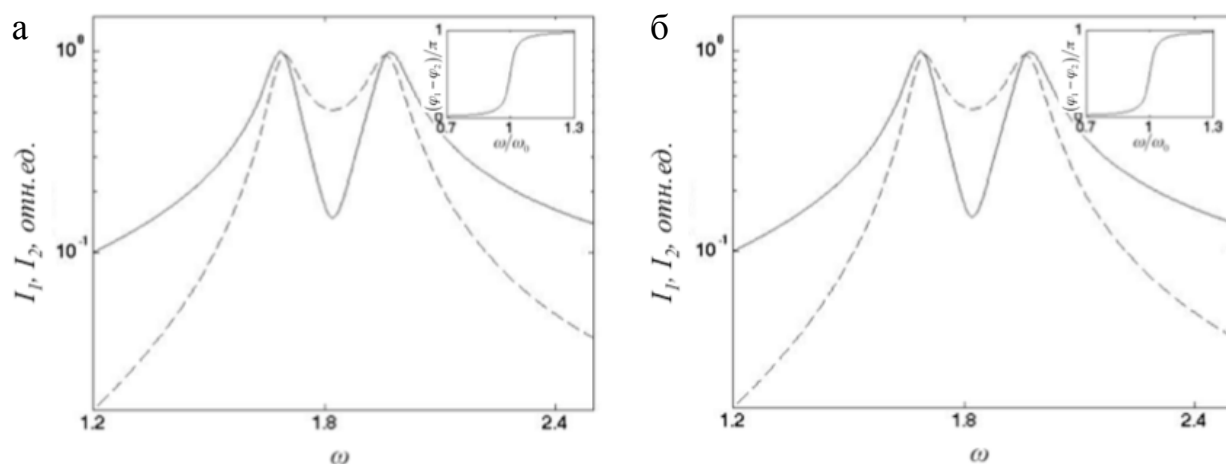 а
I₁, I₂, отн.ед.
10⁰
10⁻¹
1.2
1.8
2.4
ω
(φ₁ − φ₂)/π
1
0
0.7
1
1.3
ω/ω₀
б
I₁, I₂, отн.ед.
10⁰
10⁻¹
1.2
1.8
2.4
ω
(φ₁ − φ₂)/π
1
0
0.7
1
1.3
ω/ω₀